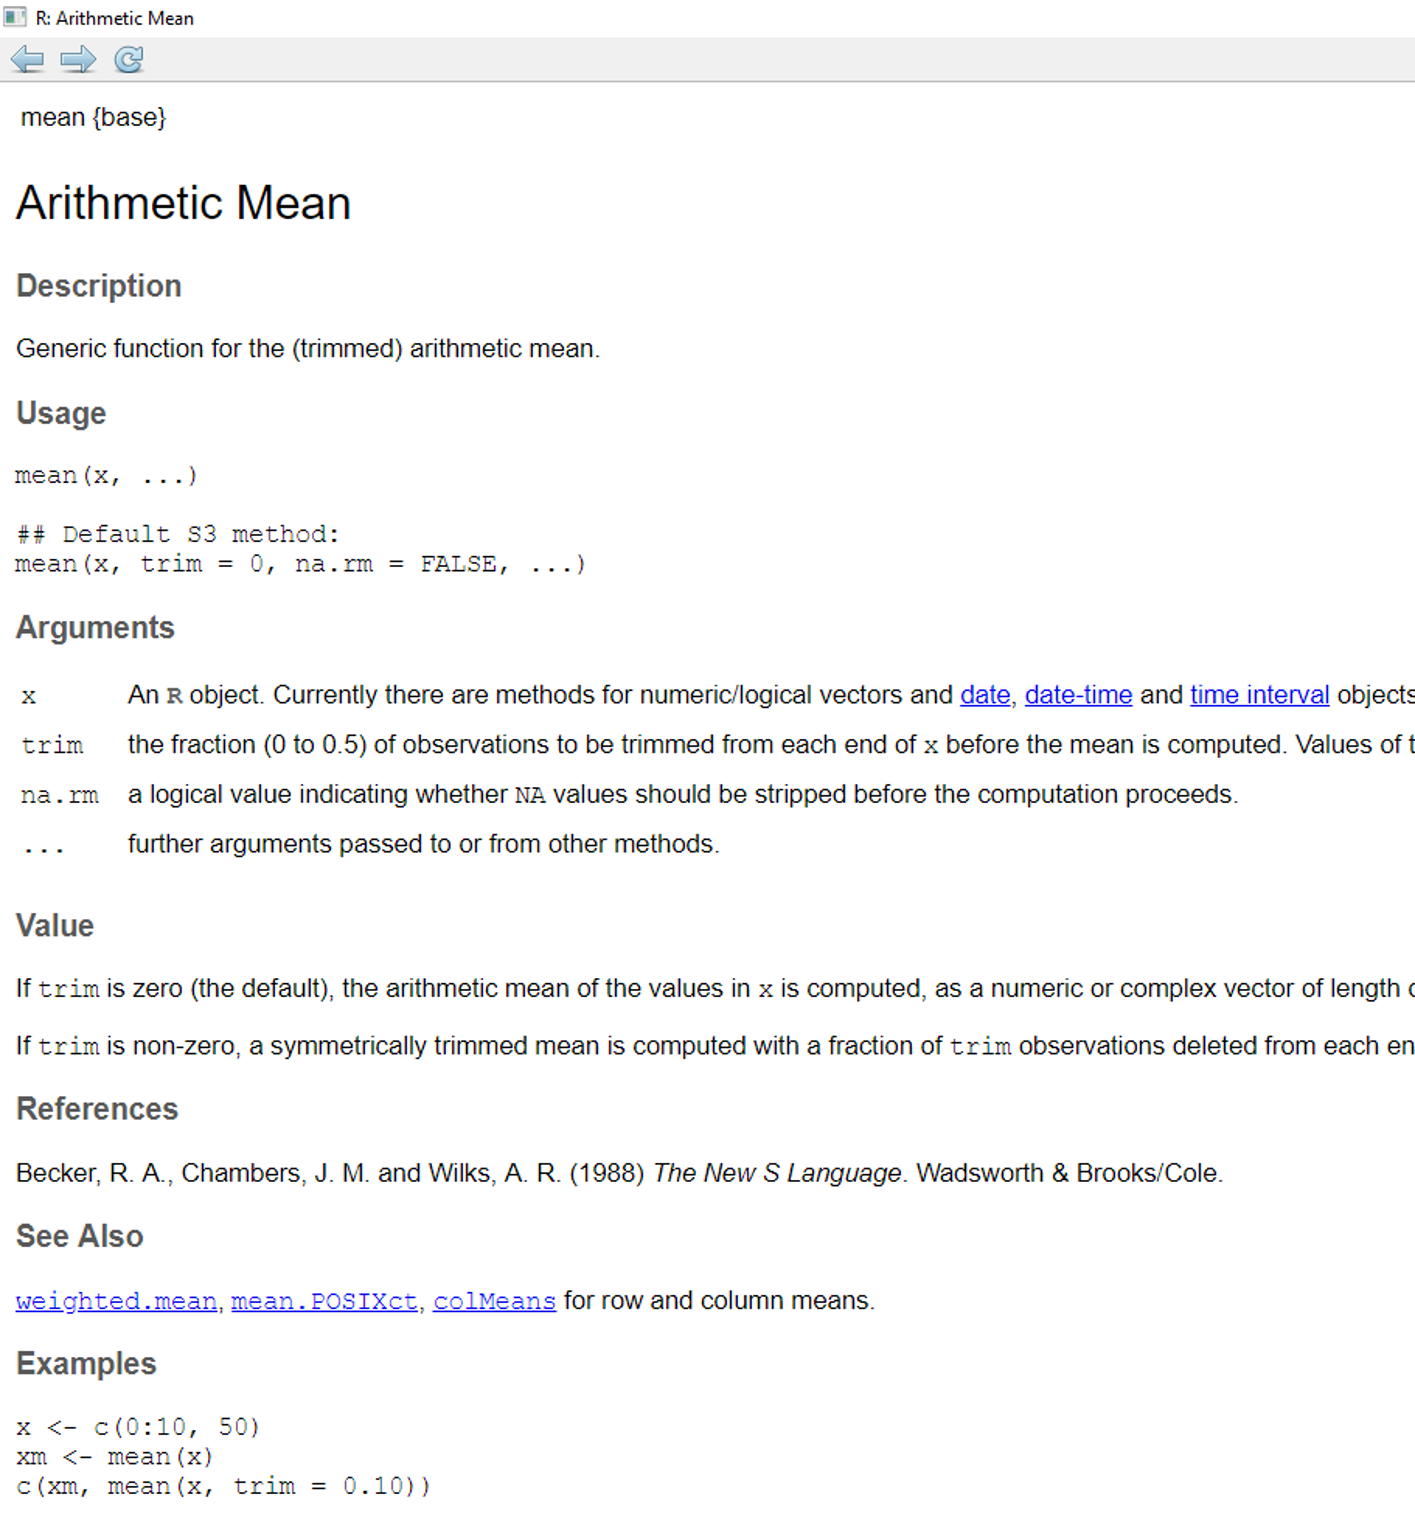 R: Arithmetic Mean
mean {base}
Arithmetic Mean
Description
Generic function for the (trimmed) arithmetic mean.
Usage
mean(x, ...)
## Default S3 method:
mean(x, trim = 0, na.rm = FALSE, ...)
Arguments
x An R object. Currently there are methods for numeric/logical vectors and date, date-time and time interval objects
trim the fraction (0 to 0.5) of observations to be trimmed from each end of x before the mean is computed. Values of
na.rm a logical value indicating whether NA values should be stripped before the computation proceeds.
... further arguments passed to or from other methods.
Value
If trim is zero (the default), the arithmetic mean of the values in x is computed, as a numeric or complex vector of length
If trim is non-zero, a symmetrically trimmed mean is computed with a fraction of trim observations deleted from each
References
Becker, R. A., Chambers, J. M. and Wilks, A. R. (1988) The New S Language. Wadsworth & Brooks/Cole.
See Also
weighted.mean, mean.POSIXct, colMeans for row and column means.
Examples
x <- c(0:10, 50)
xm <- mean(x)
c(xm, mean(x, trim = 0.10))